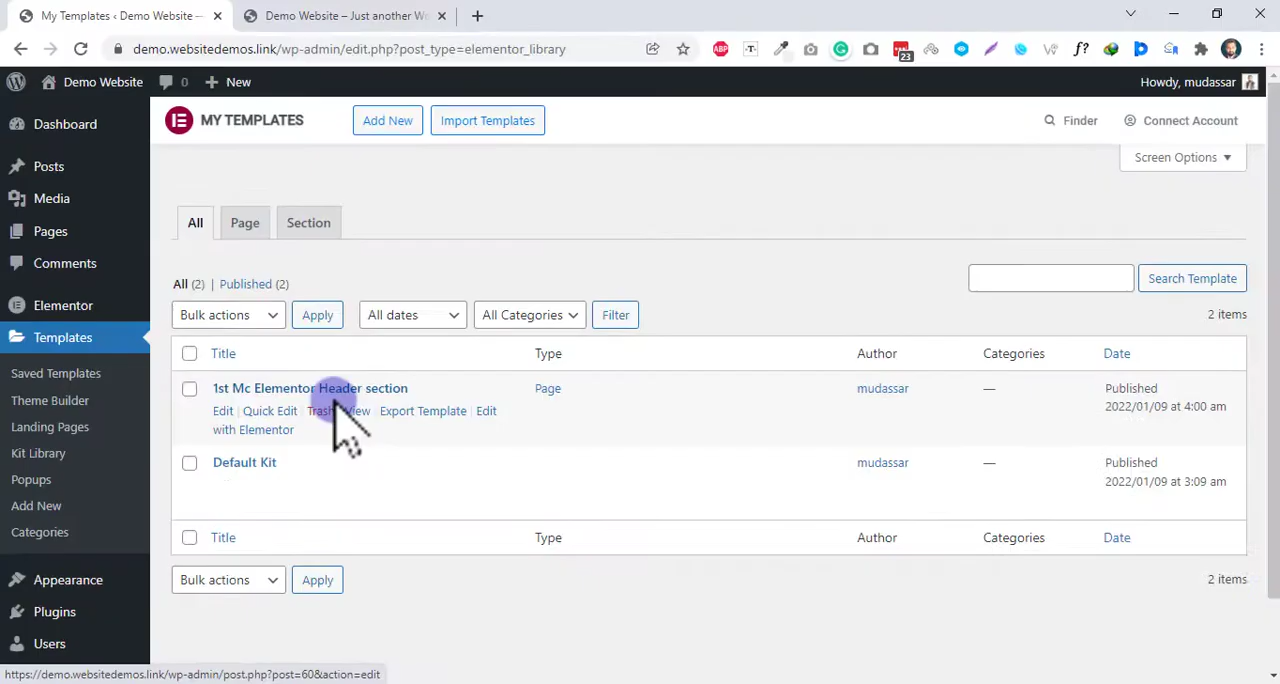 My Templates ‹ Demo Website —
Demo Website – Just another W
demo.websitedemos.link/wp-admin/edit.php?post_type=elementor_library
ABP
-T-
23
f?
Demo Website
0
New
Howdy, mudassar
Dashboard
Posts
Media
Pages
Comments
Elementor
Templates
Saved Templates
Theme Builder
Landing Pages
Kit Library
Popups
Add New
Categories
Appearance
Plugins
Users
MY TEMPLATES
Add New
Import Templates
Finder
Connect Account
Screen Options
All
Page
Section
All (2) | Published (2)
Search Template
Bulk actions
Apply
All dates
All Categories
Filter
2 items
Title
Type
Author
Categories
Date
1st Mc Elementor Header section
Page
mudassar
—
Published
2022/01/09 at 4:00 am
Edit | Quick Edit | Trash View | Export Template | Edit
with Elementor
Default Kit
mudassar
—
Published
2022/01/09 at 3:09 am
Title
Type
Author
Categories
Date
Bulk actions
Apply
2 items
https://demo.websitedemos.link/wp-admin/post.php?post=60&action=edit